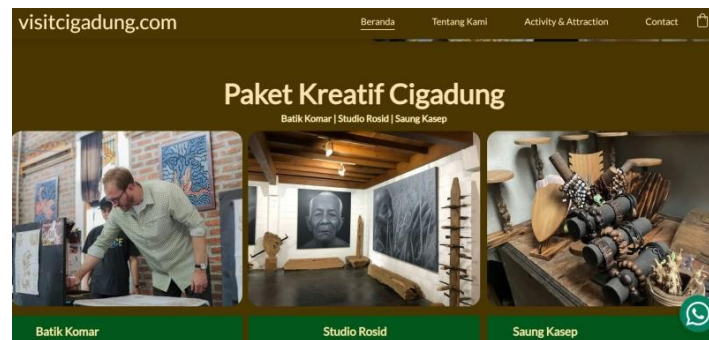 visitcigadung.com
Beranda Tentang Kami Activity & Attraction Contact
Paket Kreatif Cigadung
Batik Komar | Studio Rosid | Saung Kasep
Batik Komar Studio Rosid Saung Kasep